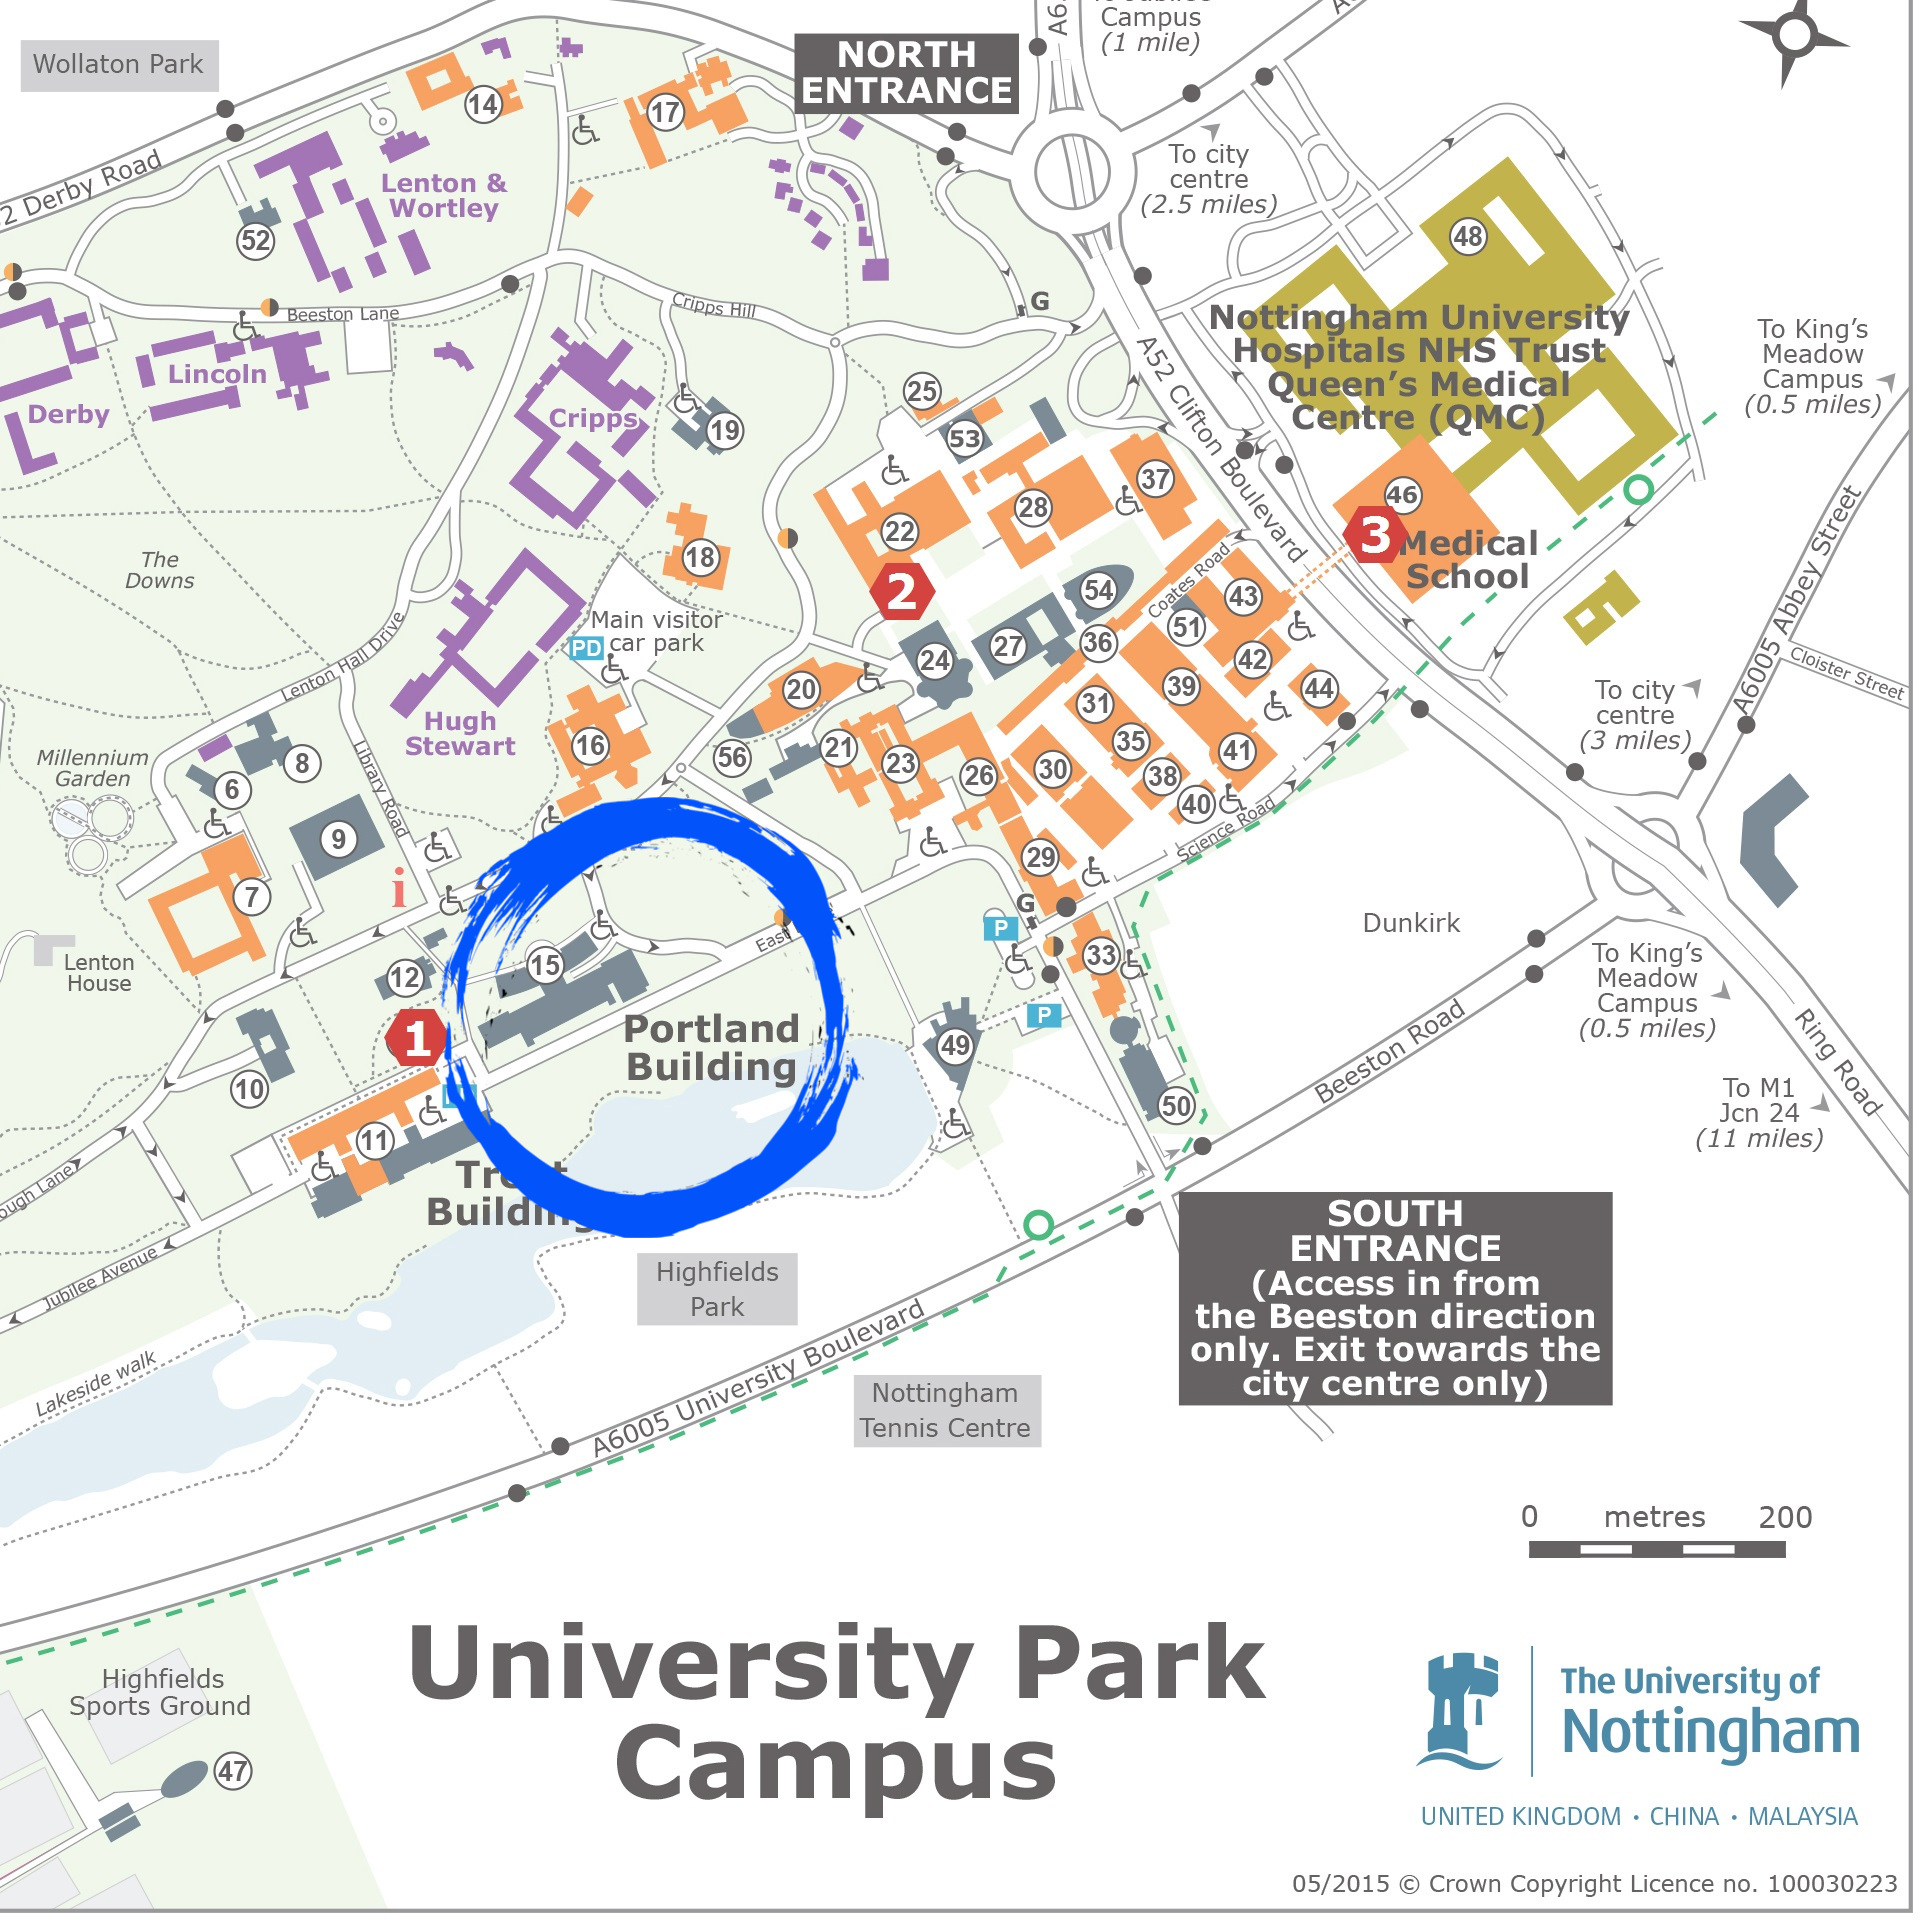 Wollaton Park
NORTH
ENTRANCE
Campus
(1 mile)
14
17
To city
centre
(2.5 miles)
2 Derby Road
Lenton &
Wortley
52
48
Beeston Lane
Cripps Hill
G
Nottingham University
Hospitals NHS Trust
Queen's Medical
Centre (QMC)
A52 Clifton Boulevard
To King's
Meadow
Campus
(0.5 miles)
Lincoln
Derby
Cripps
19
25
53
37
28
22
46
3
Medical
School
The
Downs
18
2
54
Coates Road
43
A6005 Abbey Street
Cloister Street
Main visitor
car park
PD
Lenton Hall Drive
51
36
27
24
42
39
44
20
31
Hugh
Stewart
To city
centre
(3 miles)
Millennium
Garden
8
6
Library Road
16
56
21
23
26
30
35
38
41
40
Science Road
9
i
7
29
G
P
Dunkirk
East
Lenton
House
12
15
33
To King's
Meadow
Campus
(0.5 miles)
P
1
Portland
Building
49
10
Beeston Road
Ring Road
50
11
To M1
Jcn 24
(11 miles)
Building
Jubilee Avenue
Highfields
Park
SOUTH
ENTRANCE
(Access in from
the Beeston direction
only. Exit towards the
city centre only)
Lakeside walk
A6005 University Boulevard
Nottingham
Tennis Centre
0 metres 200
University Park
Campus
Highfields
Sports Ground
47
The University of
Nottingham
UNITED KINGDOM • CHINA • MALAYSIA
05/2015 © Crown Copyright Licence no. 100030223